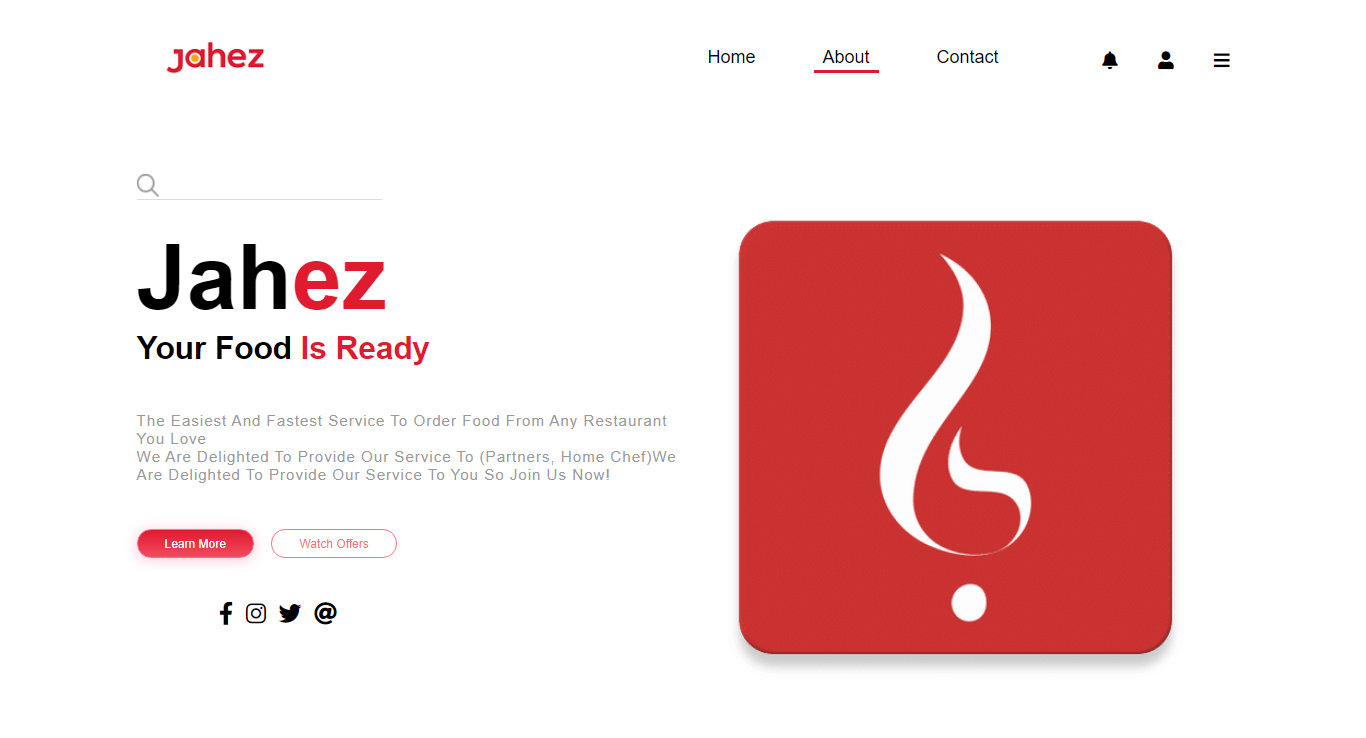 Jahez
Home About Contact
Jahez
Your Food Is Ready
The Easiest And Fastest Service To Order Food From Any Restaurant
You Love
We Are Delighted To Provide Our Service To (Partners, Home Chef)We
Are Delighted To Provide Our Service To You So Join Us Now!
Learn More Watch Offers